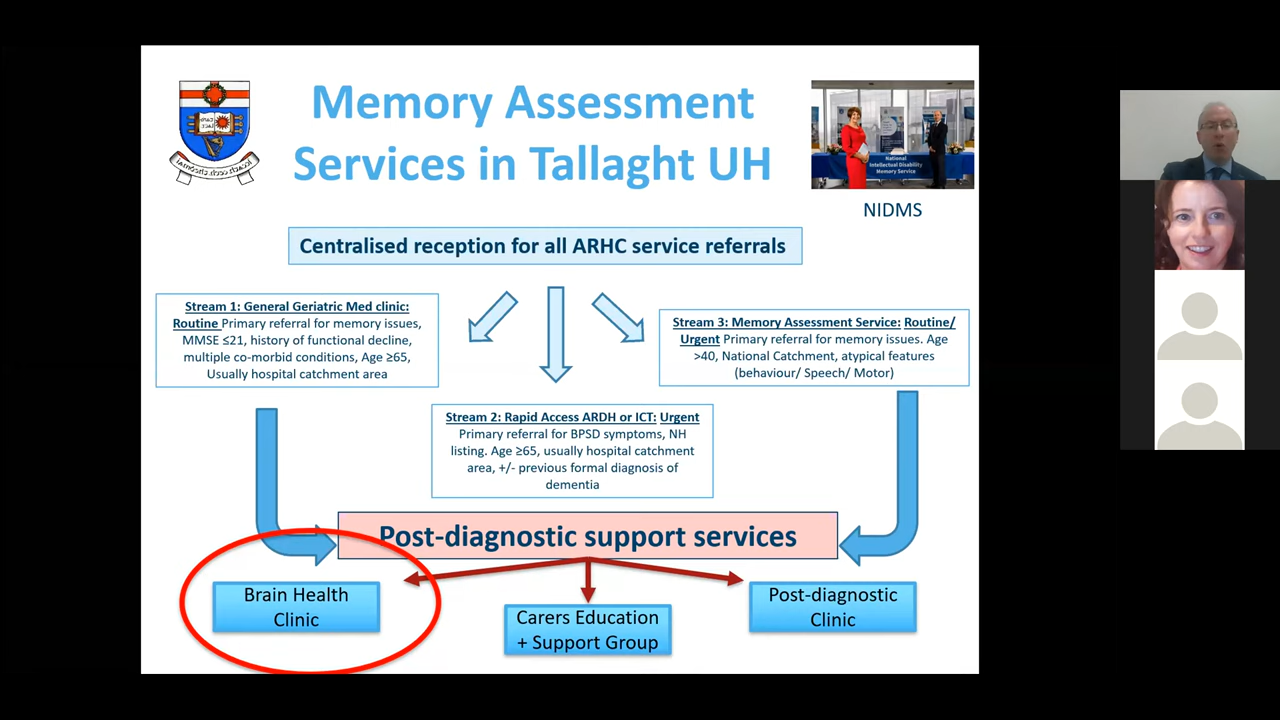 Memory Assessment
Services in Tallaght UH
National
Intellectual Disability
Memory Service
NIDMS
Centralised reception for all ARHC service referrals
Stream 1: General Geriatric Med clinic:
Routine Primary referral for memory issues,
MMSE ≤21, history of functional decline,
multiple co-morbid conditions, Age ≥65,
Usually hospital catchment area
Stream 3: Memory Assessment Service: Routine/
Urgent Primary referral for memory issues. Age
>40, National Catchment, atypical features
(behaviour/ Speech/ Motor)
Stream 2: Rapid Access ARDH or ICT: Urgent
Primary referral for BPSD symptoms, NH
listing. Age ≥65, usually hospital catchment
area, +/- previous formal diagnosis of
dementia
Post-diagnostic support services
Brain Health
Clinic
Carers Education
+ Support Group
Post-diagnostic
Clinic